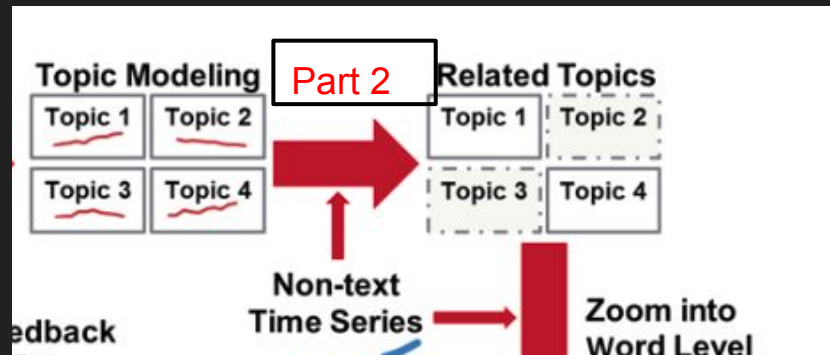 Topic Modeling
Part 2
Related Topics
Topic 1
Topic 2
Topic 1
Topic 2
Topic 3
Topic 4
Topic 3
Topic 4
Non-text
Time Series
Zoom into
Word Level
edback